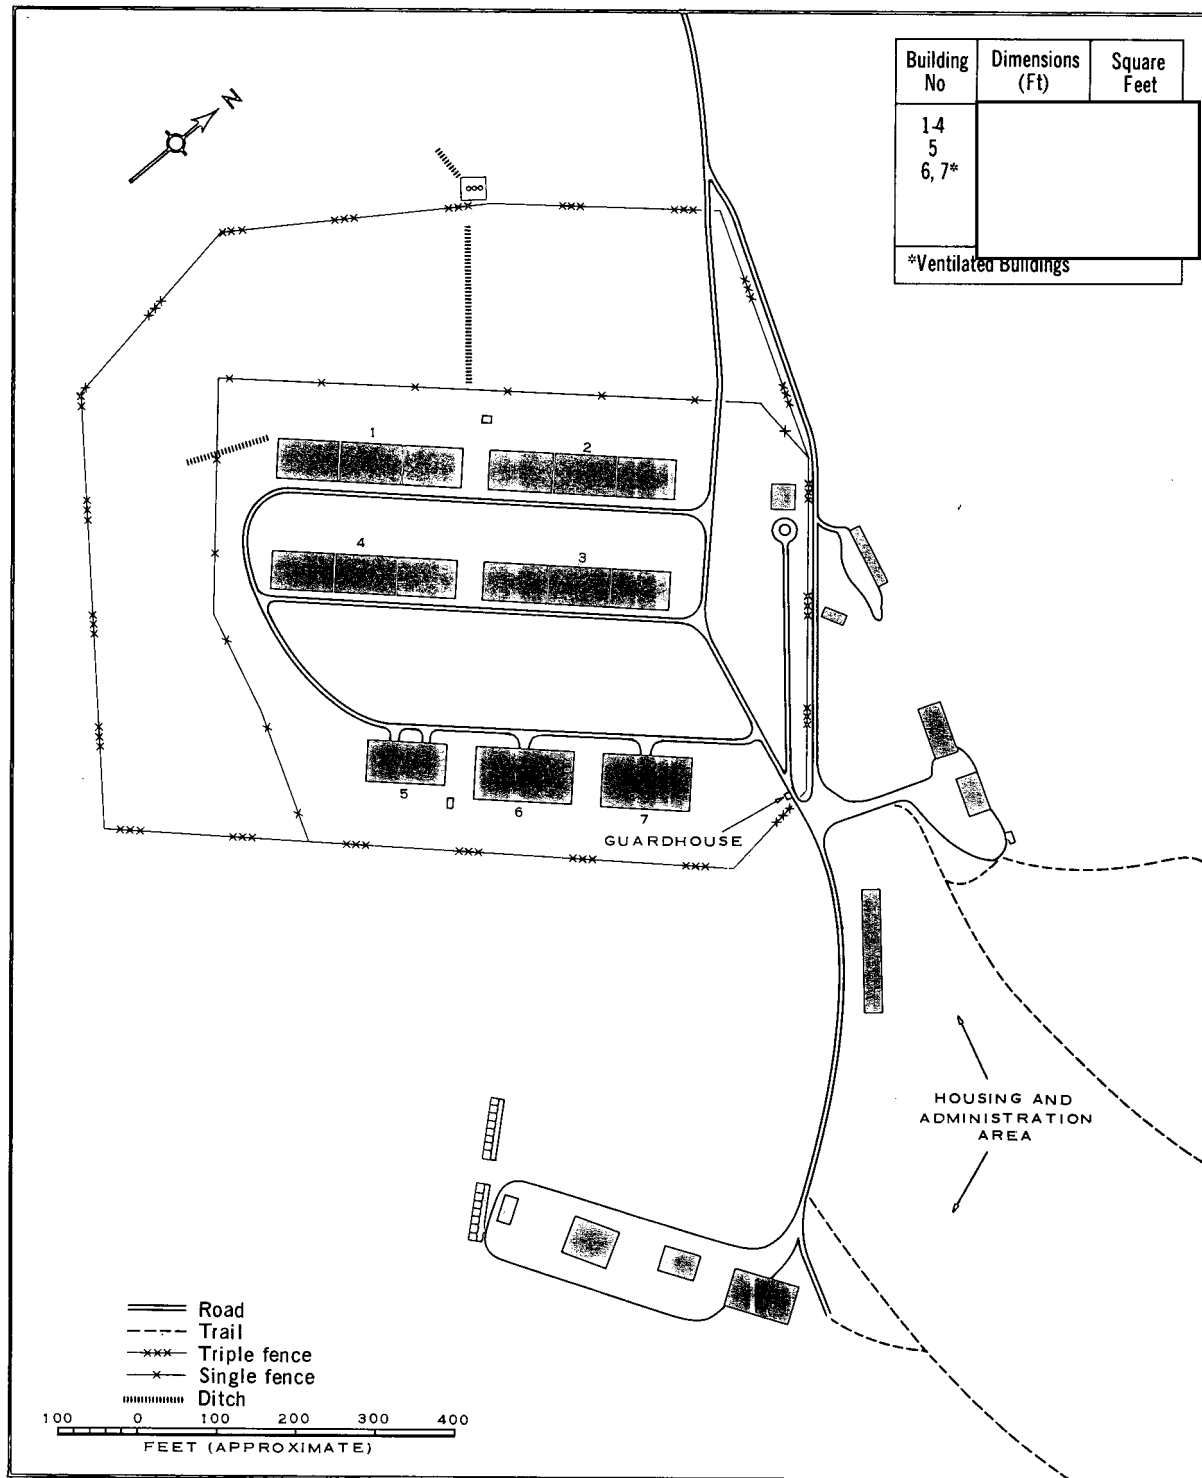 Building No
Dimensions (Ft)
Square Feet
1-4
5
6, 7*
*Ventilated Buildings
N
1
2
4
3
5
6
7
GUARDHOUSE
HOUSING AND
ADMINISTRATION
AREA
Road
Trail
Triple fence
Single fence
Ditch
100 0 100 200 300 400
FEET (APPROXIMATE)